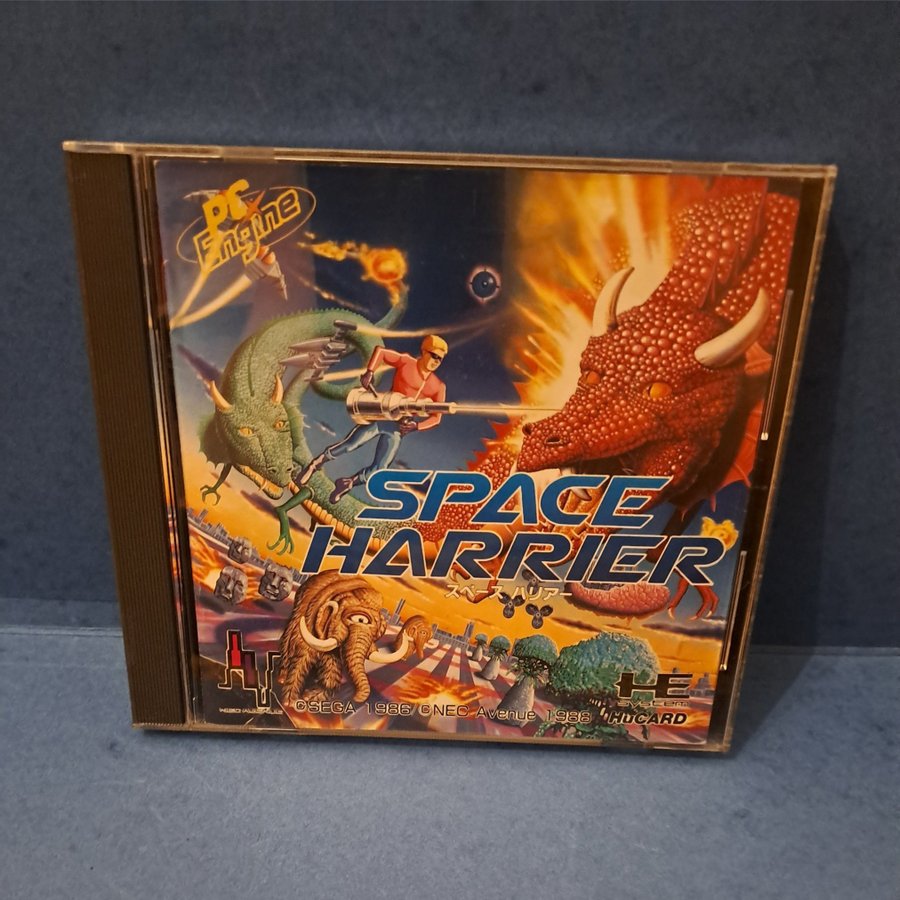 PC
Engine
SPACE
HARRIER
スペースハリアー
HE
system
©SEGA 1986/ ©NEC Avenue 1988
HuCARD